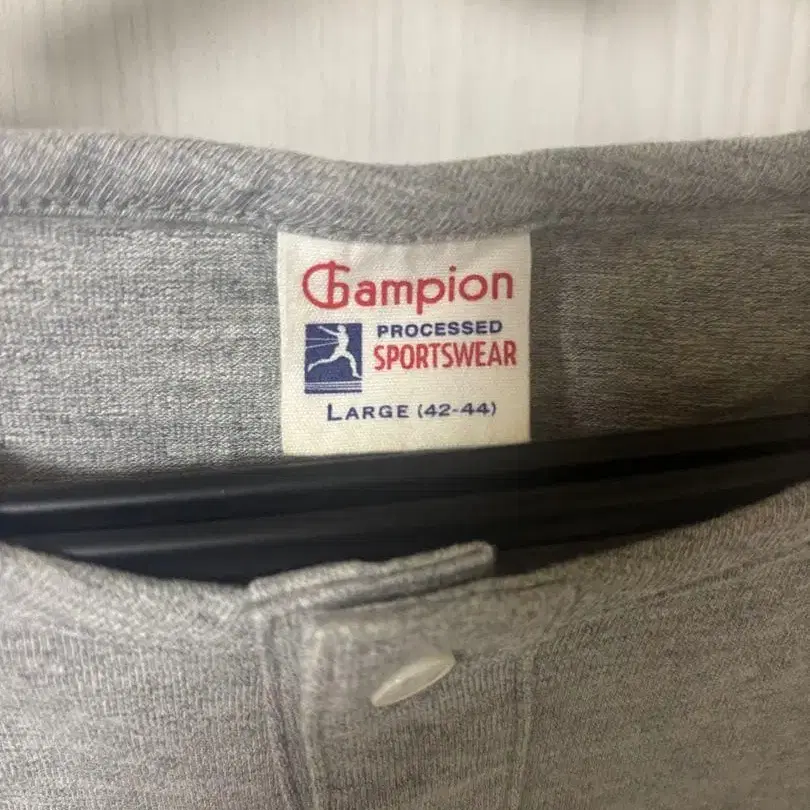 Champion
PROCESSED
SPORTSWEAR
LARGE (42-44)